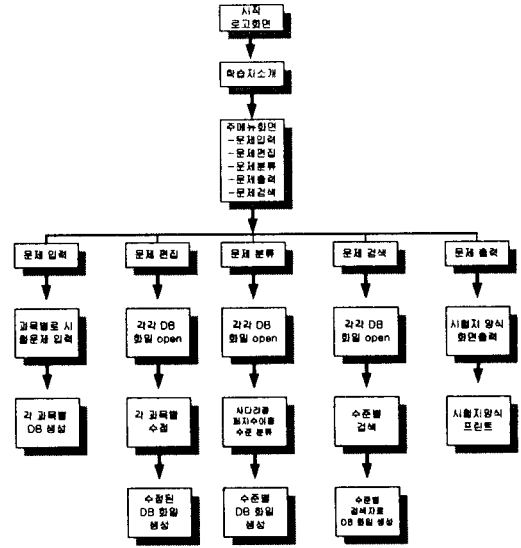 시작
로고화면
학습자소개
주메뉴화면
-문제입력
-문제편집
-문제분류
-문제출력
-문제검색
문제 입력
문제 편집
문제 분류
문제 검색
문제 출력
과목별로 시
험문제 입력
각각 DB
화일 open
각각 DB
화일 open
각각 DB
화일 open
시험지 양식
화면출력
각 과목별
DB 생성
각 과목별
수정
사다리꼴
퍼지수이용
수준 분류
수준별
검색
시험지양식
프린트
수정된
DB 화일
생성
수준별
DB 화일
생성
수준별
검색자료
DB 화일 생성